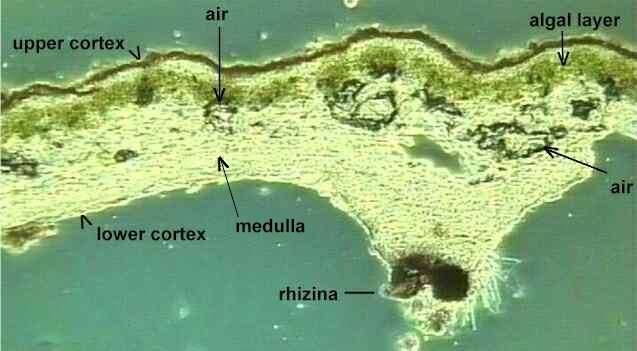 air
algal layer
upper cortex
air
medulla
lower cortex
rhizina